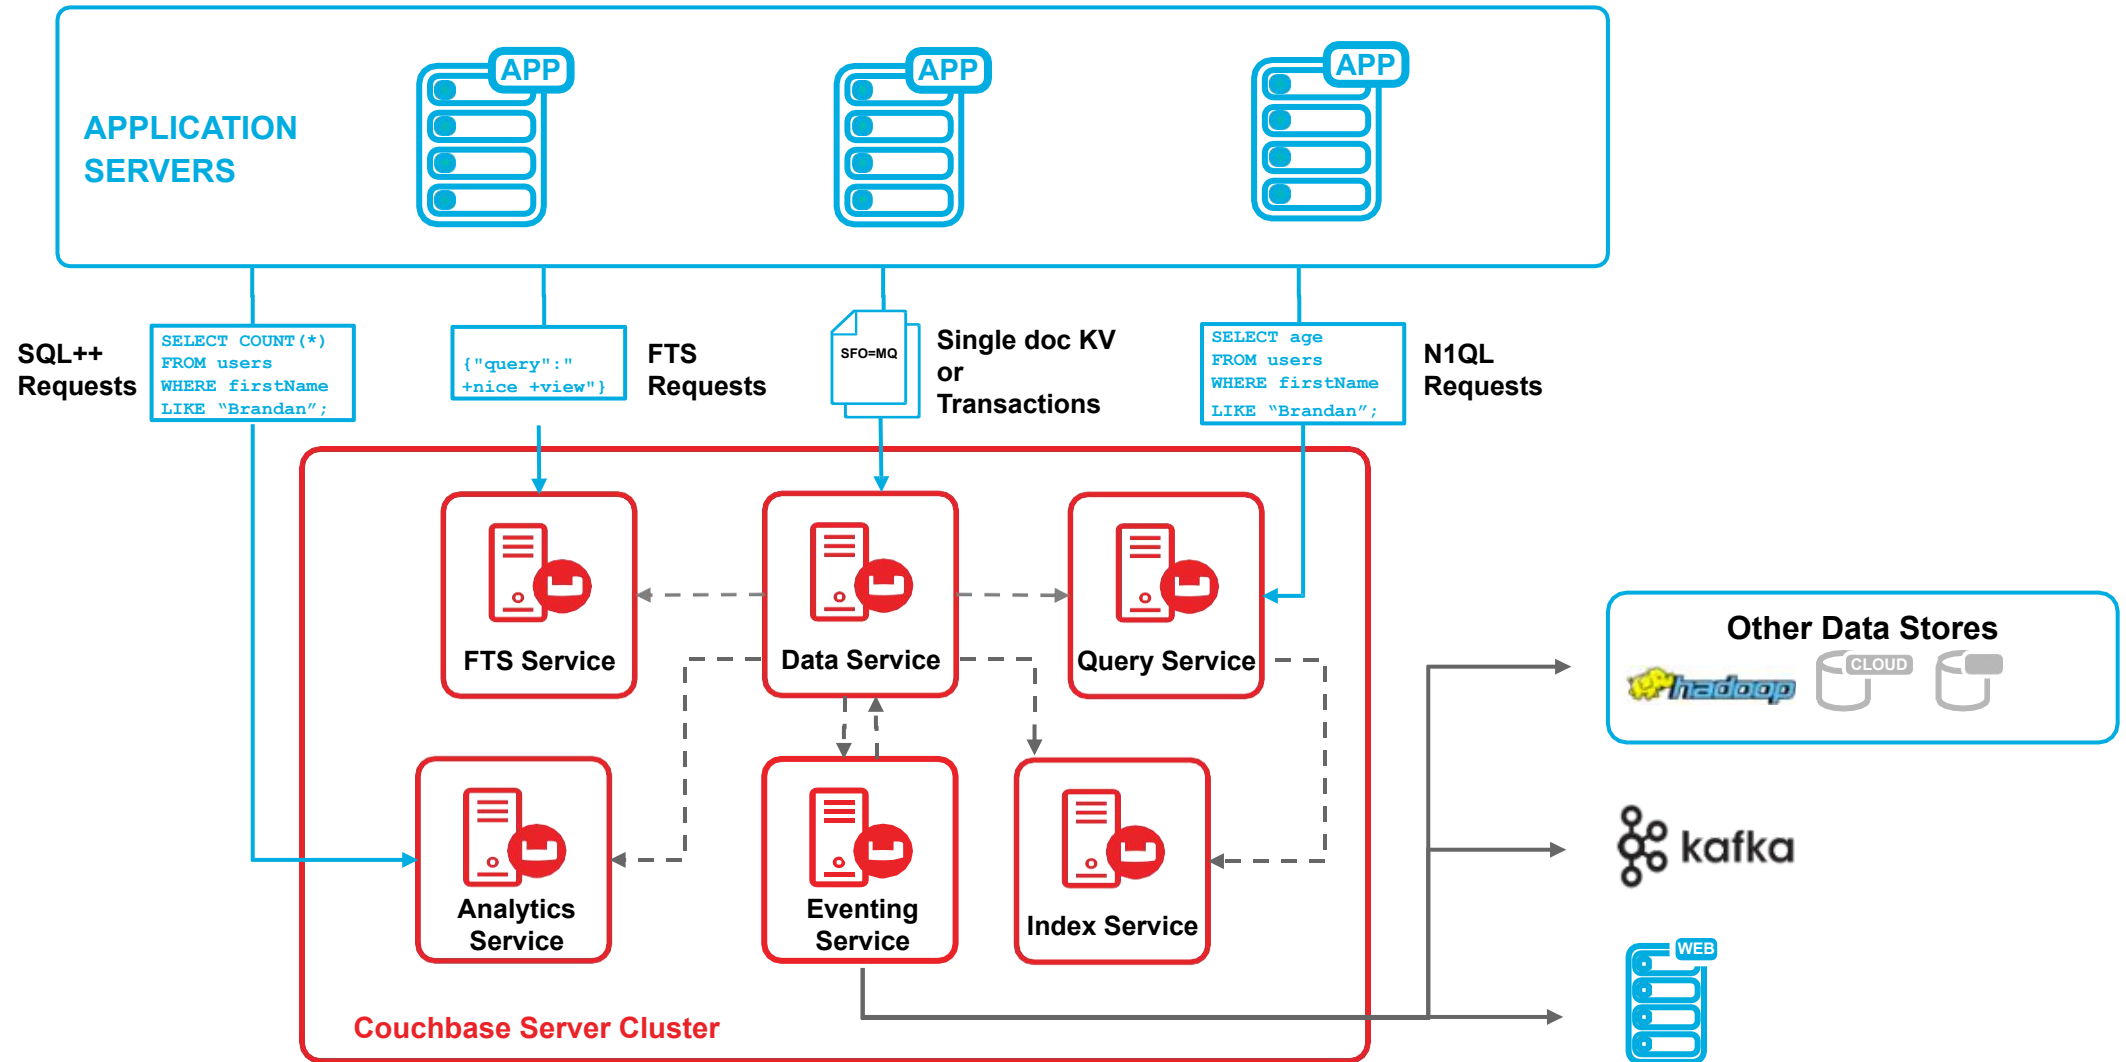 APP
APP
APP
APPLICATION
SERVERS
SQL++
Requests
SELECT COUNT(*)
FROM users
WHERE firstName
LIKE “Brandan”;
{"query":"
+nice +view"}
FTS
Requests
SFO=MQ
Single doc KV
or
Transactions
SELECT age
FROM users
WHERE firstName
LIKE “Brandan”;
N1QL
Requests
FTS Service
Data Service
Query Service
Other Data Stores
hadoop
CLOUD
kafka
Analytics
Service
Eventing
Service
Index Service
WEB
Couchbase Server Cluster